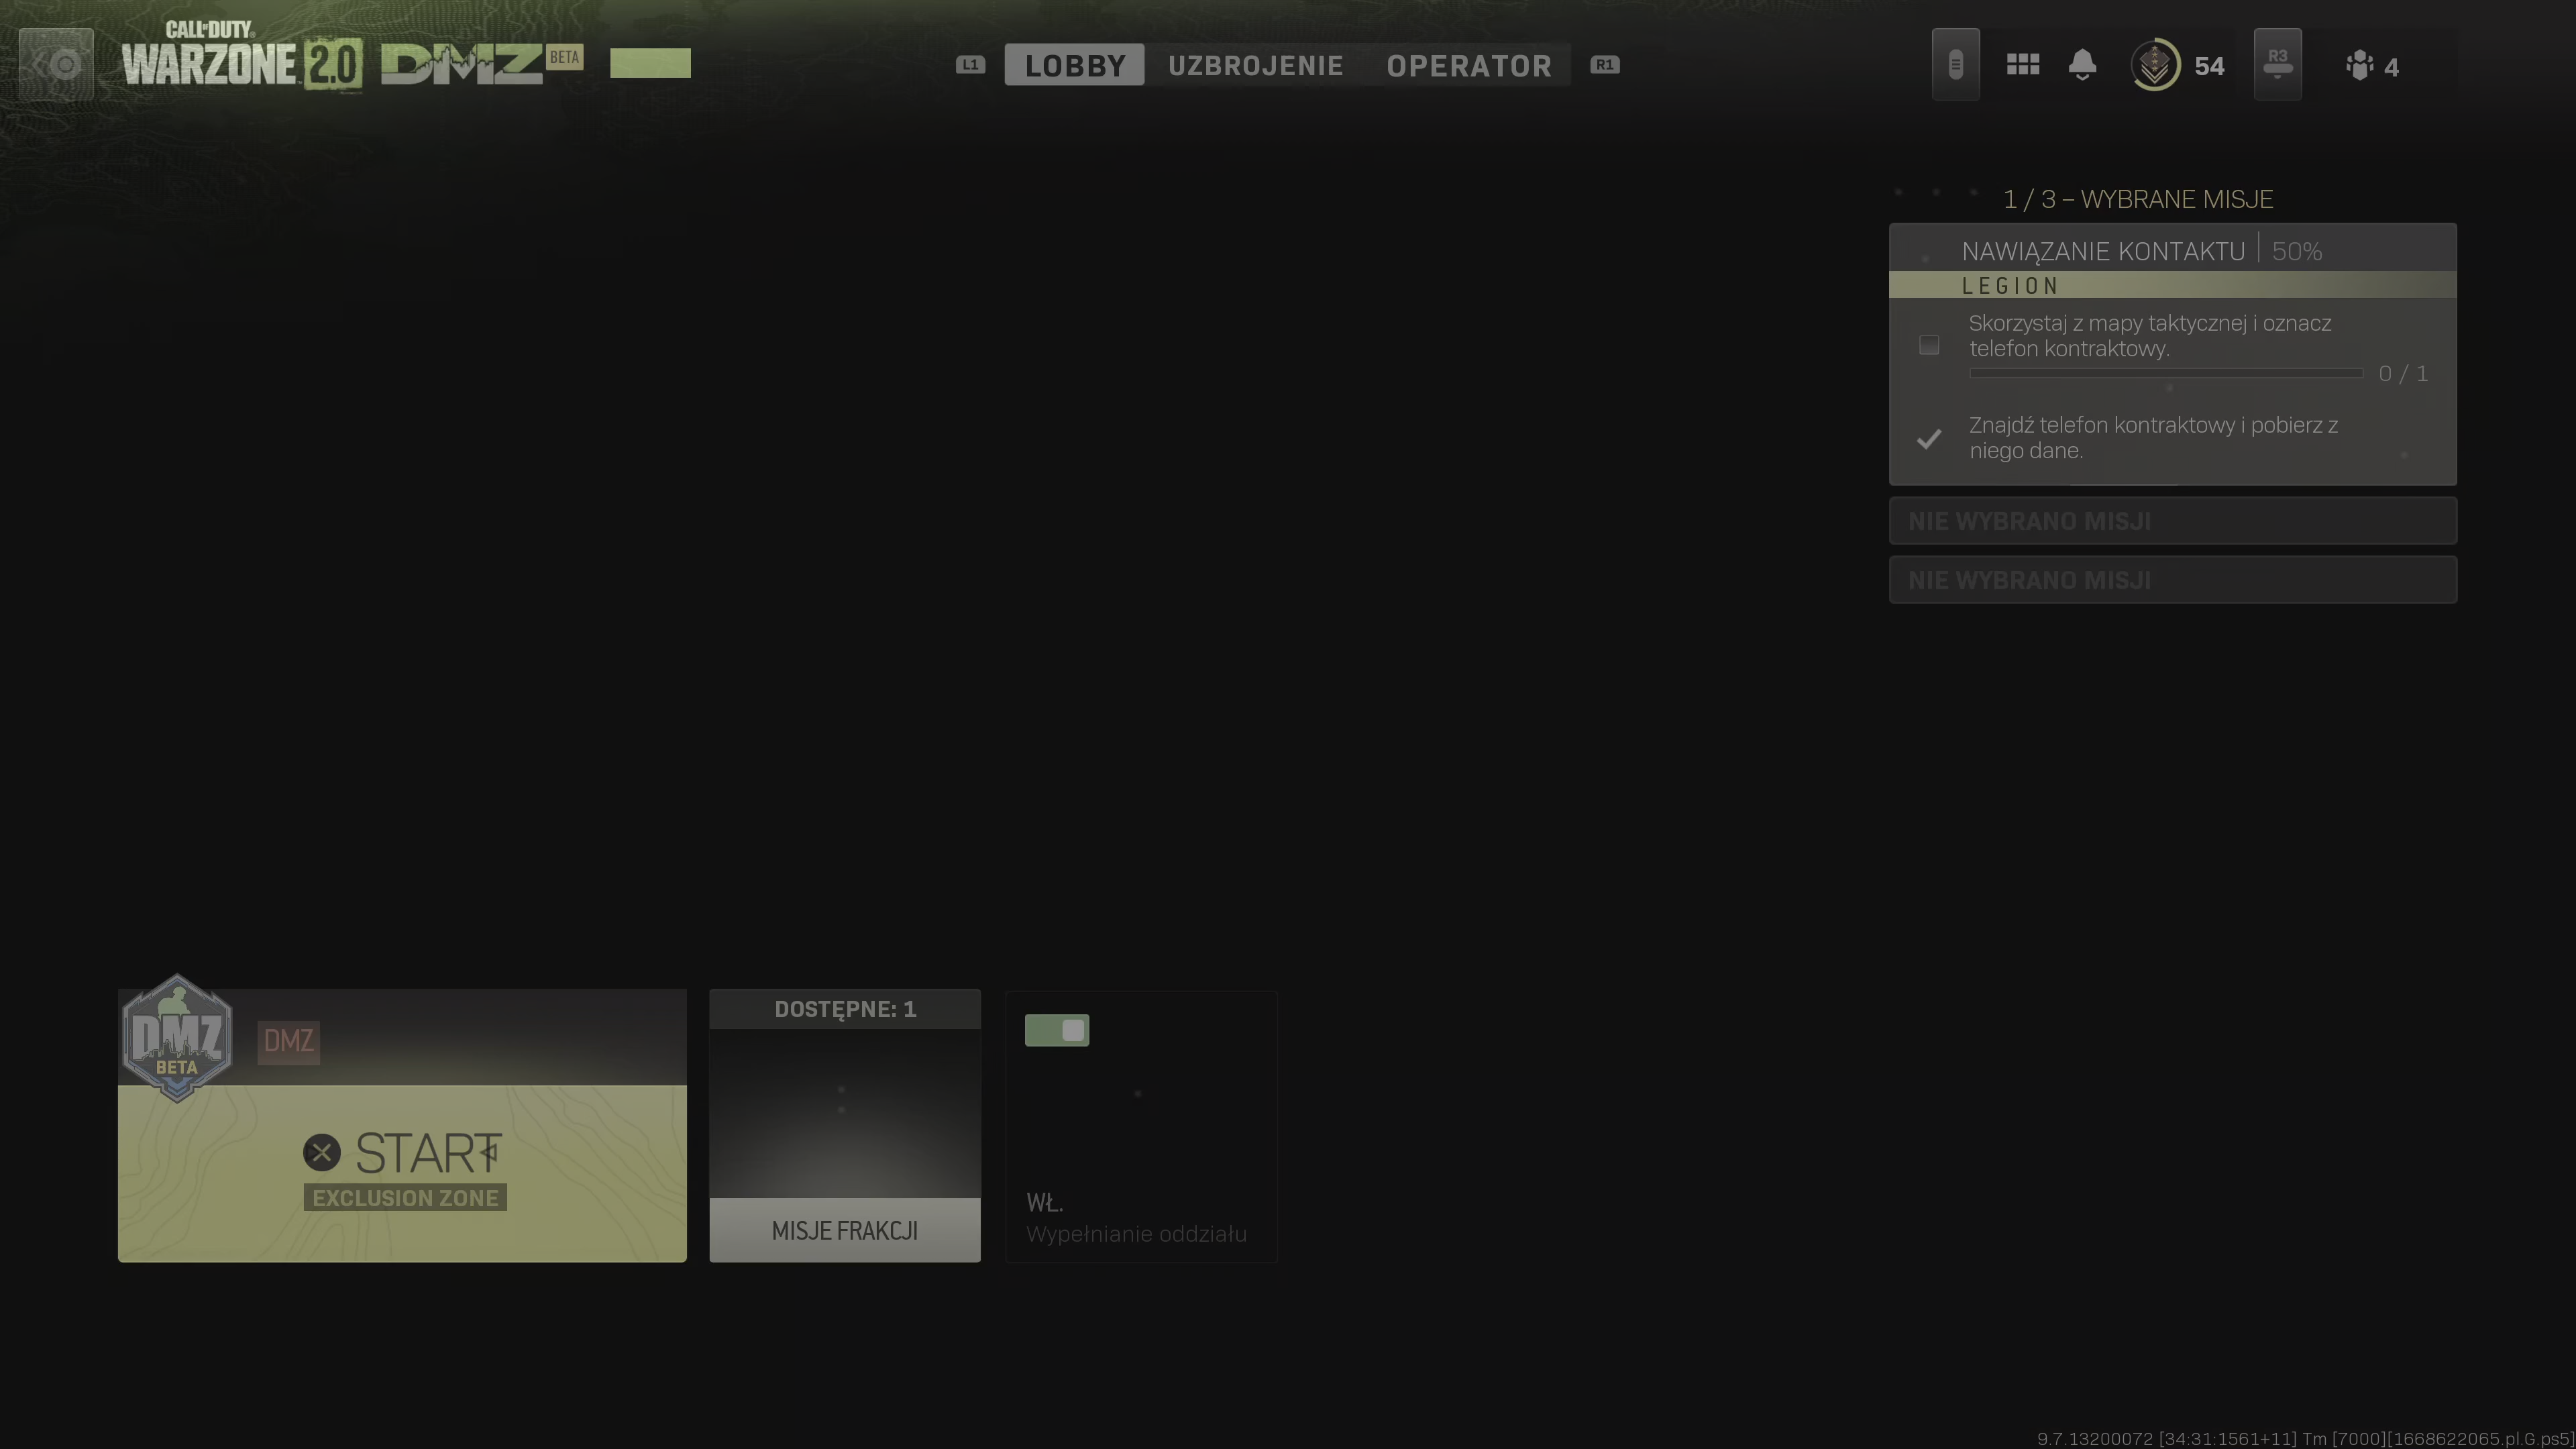 CALL OF DUTY
WARZONE 2.0 DMZ BETA
L1 LOBBY UZBROJENIE OPERATOR R1
54 R3 4
1 / 3 – WYBRANE MISJE
NAWIĄZANIE KONTAKTU | 50%
LEGION
Skorzystaj z mapy taktycznej i oznacz
telefon kontraktowy.
0 / 1
Znajdź telefon kontraktowy i pobierz z
niego dane.
NIE WYBRANO MISJI
NIE WYBRANO MISJI
DMZ
BETA
DMZ
START
EXCLUSION ZONE
DOSTĘPNE: 1
MISJE FRAKCJI
WŁ.
Wypełnianie oddziału
9.7.13200072 [34:31:1561+11] Tm [7000][1668622065.pl.G.ps5]